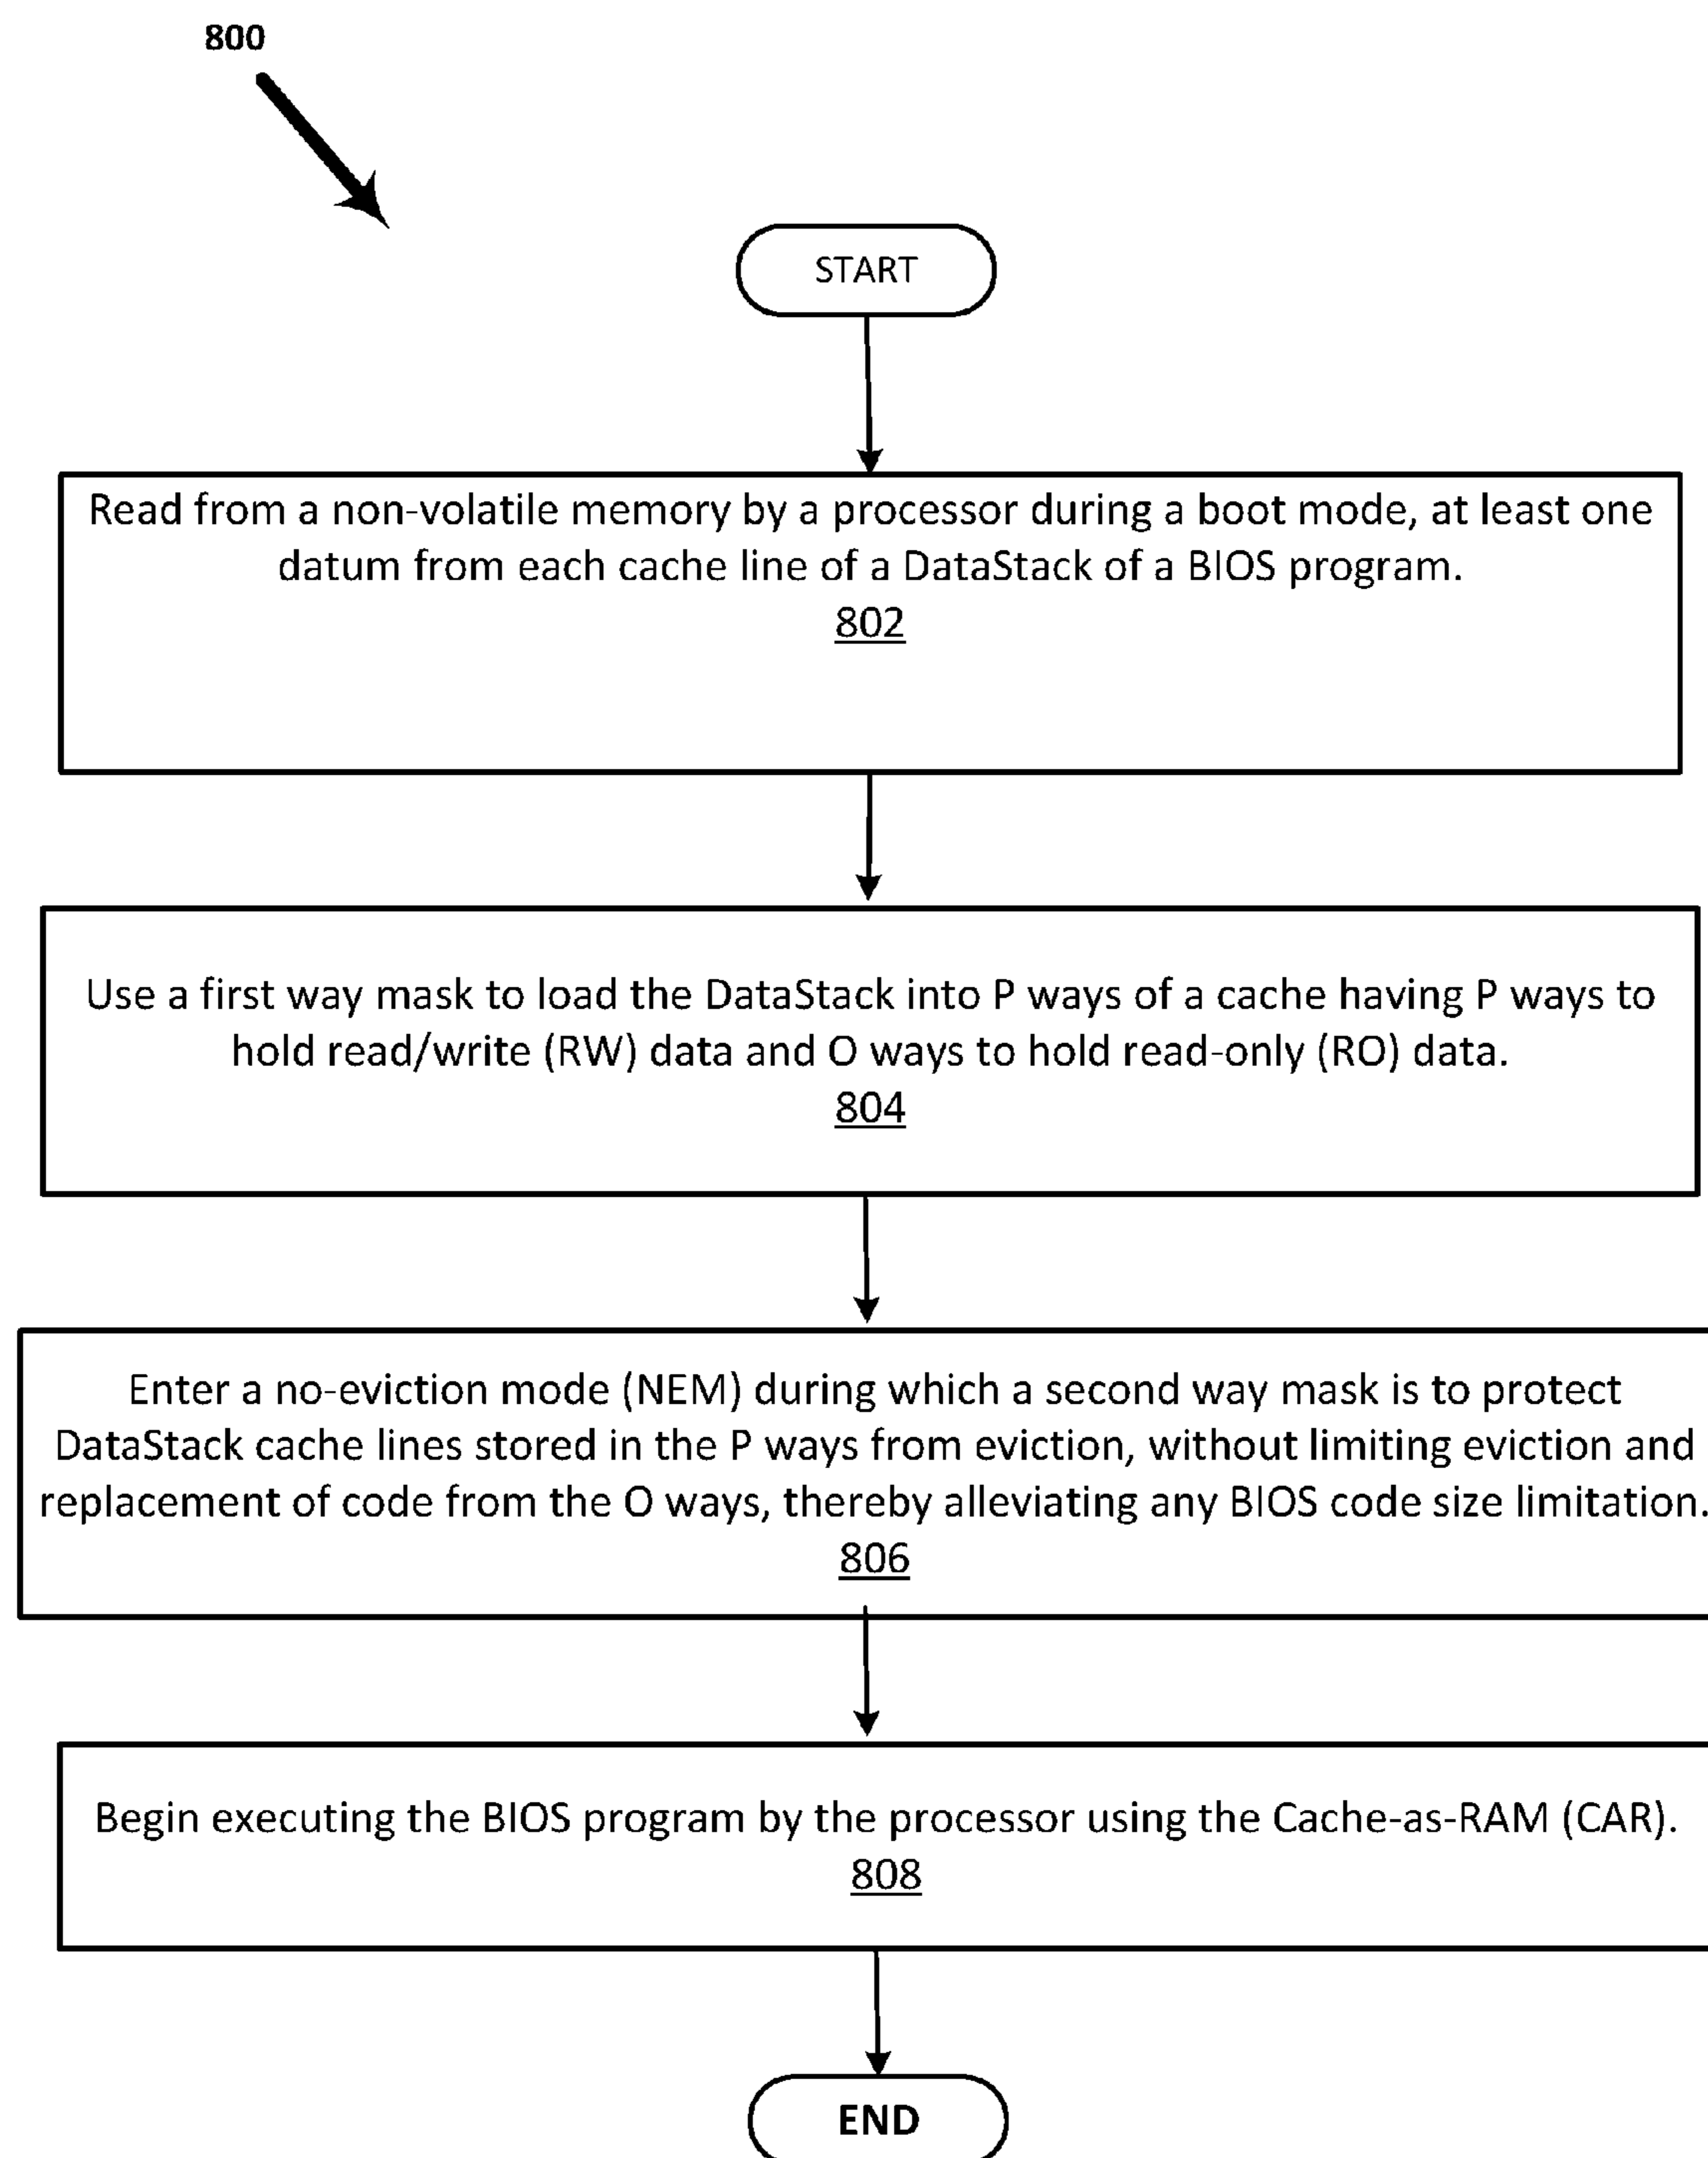 800
START
Read from a non-volatile memory by a processor during a boot mode, at least one
datum from each cache line of a DataStack of a BIOS program.
802
Use a first way mask to load the DataStack into P ways of a cache having P ways to
hold read/write (RW) data and O ways to hold read-only (RO) data.
804
Enter a no-eviction mode (NEM) during which a second way mask is to protect
DataStack cache lines stored in the P ways from eviction, without limiting eviction and
replacement of code from the O ways, thereby alleviating any BIOS code size limitation.
806
Begin executing the BIOS program by the processor using the Cache-as-RAM (CAR).
808
END